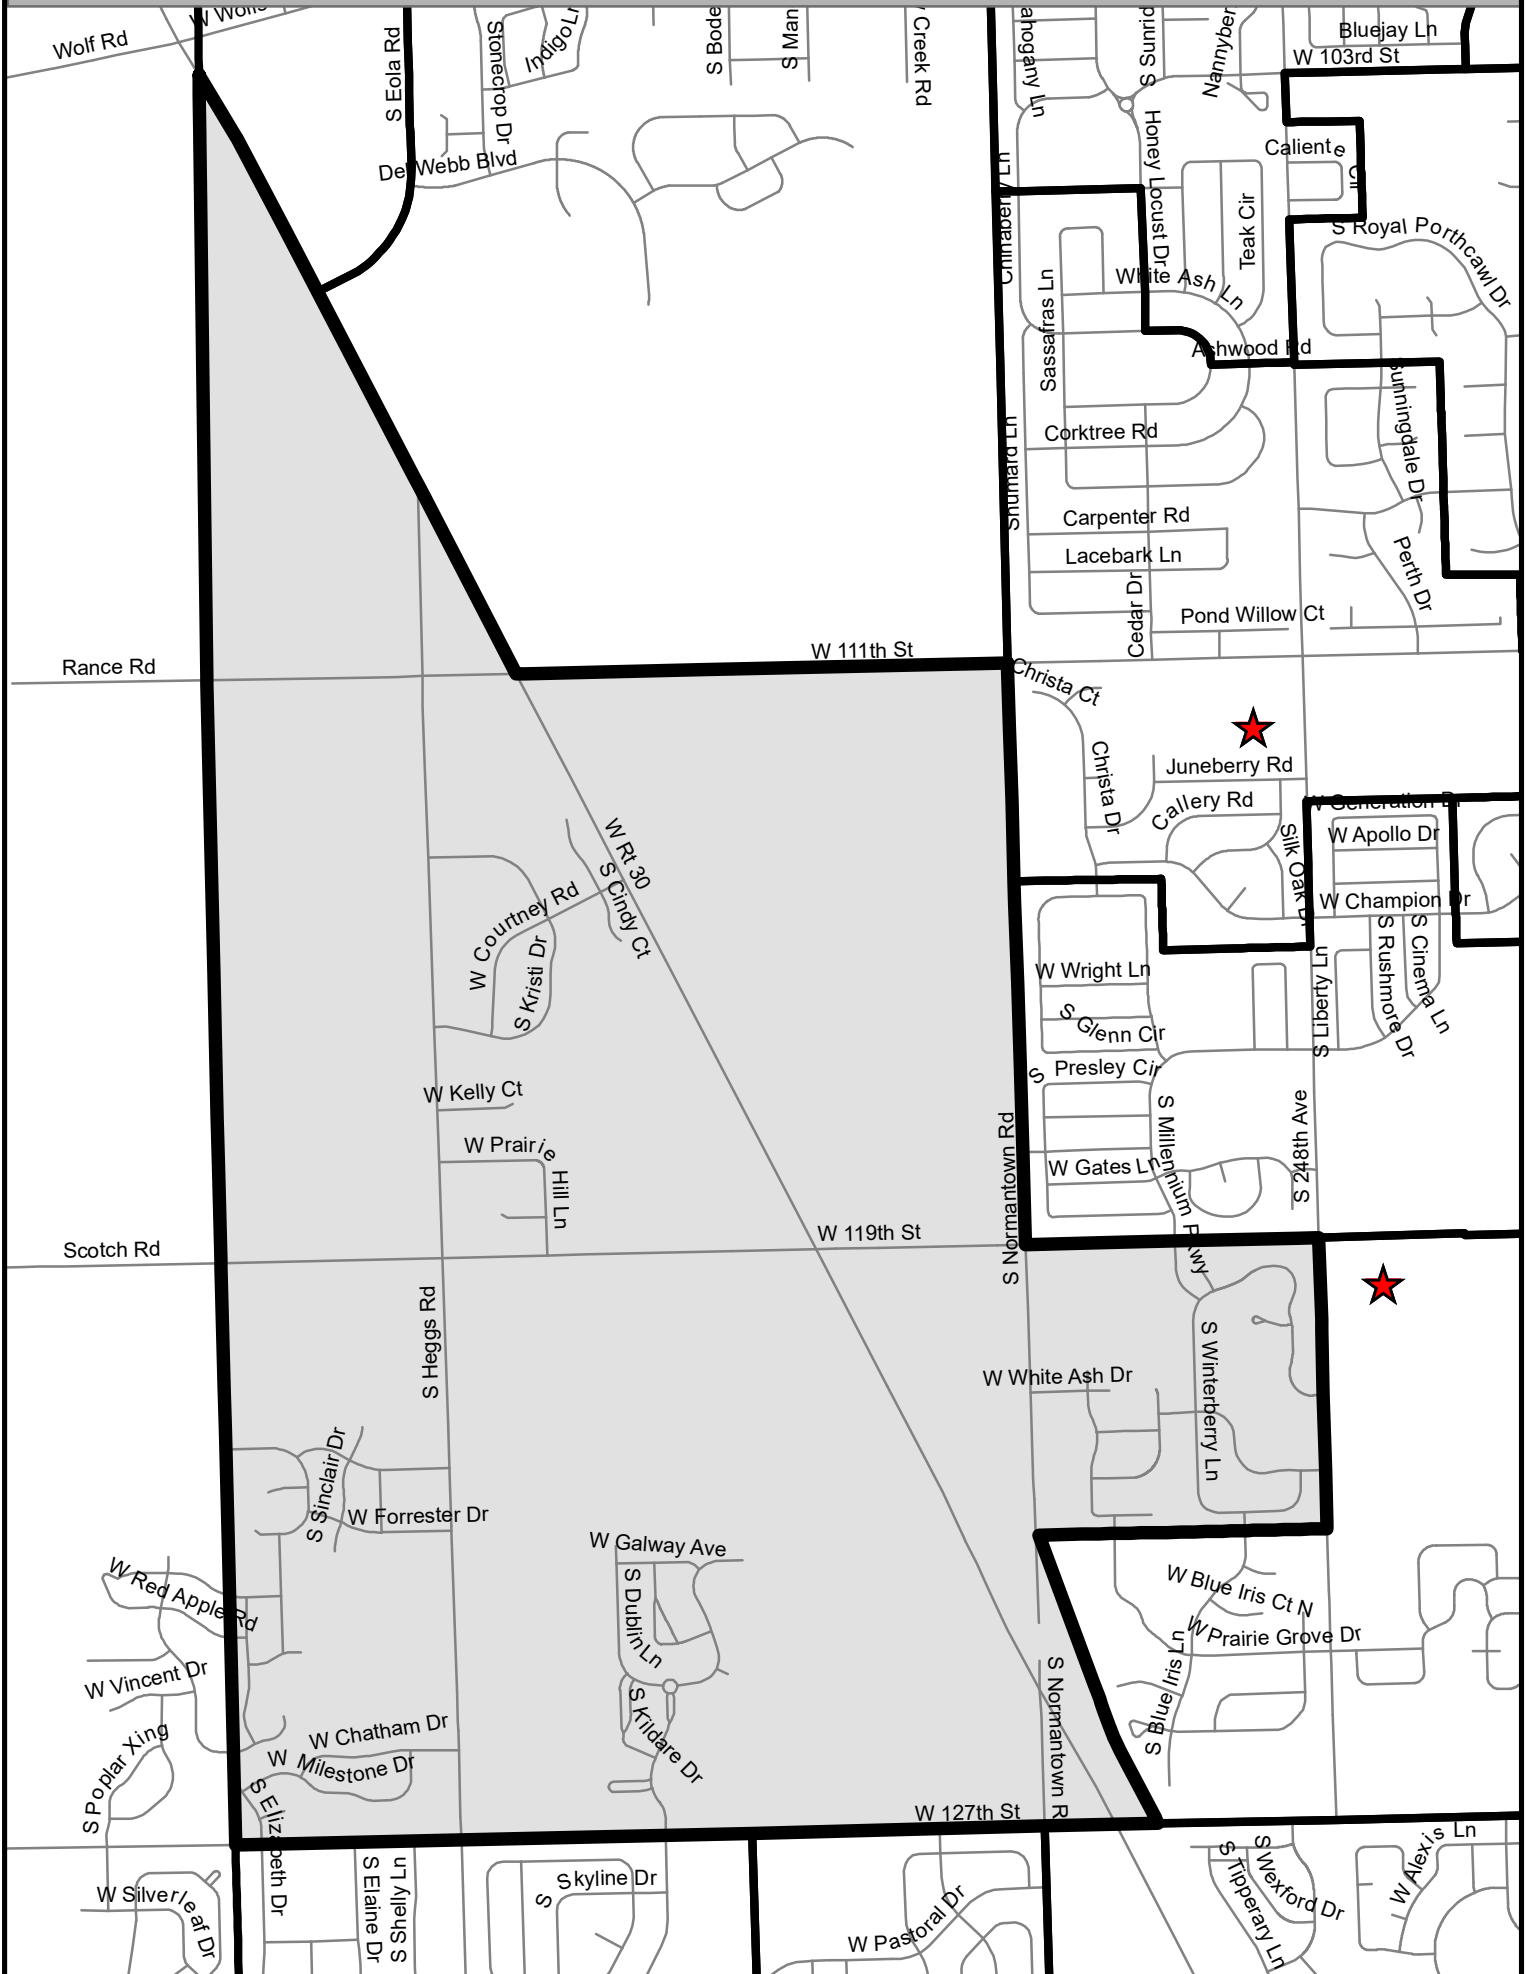 Wolf Rd
S Eola Rd
Stonecrop Dr
Indigo Ln
S Bode
S Man
Creek Rd
ahogany Ln
S Sunrid
Nannyber
Bluejay Ln
W 103rd St
Honey Locust Dr
Caliente Cir
Del Webb Blvd
Chinaberry Ln
Teak Cir
S Royal Porthcawl Dr
White Ash Ln
Sassafras Ln
Ashwood Rd
Sunningdale Dr
Shumard Ln
Corktree Rd
Carpenter Rd
Lacebark Ln
Perth Dr
Cedar Dr
Pond Willow Ct
W 111th St
Rance Rd
Christa Ct
Christa Dr
Juneberry Rd
Callery Rd
W Generation Dr
W Apollo Dr
Silk Oak Dr
W Champion Dr
W Rt 30
S Cindy Ct
W Courtney Rd
S Kristi Dr
S Rushmore Dr
S Cinema Ln
W Wright Ln
S Liberty Ln
S Glenn Cir
S Presley Cir
W Kelly Ct
S Millennium Pkwy
S 248th Ave
W Prairie Hill Ln
W Gates Ln
S Normantown Rd
W 119th St
Scotch Rd
S Heggs Rd
S Winterberry Ln
W White Ash Dr
S Sinclair Dr
W Forrester Dr
W Galway Ave
W Red Apple Rd
S Dublin Ln
W Blue Iris Ct N
W Prairie Grove Dr
S Blue Iris Ln
W Vincent Dr
S Normantown R
S Kildare Dr
W Chatham Dr
W Milestone Dr
S Poplar Xing
S Elizabeth Dr
W 127th St
W Silverleaf Dr
S Elaine Dr
S Shelly Ln
S Skyline Dr
W Pastoral Dr
S Tipperary Ln
S Wexford Dr
W Alexis Ln